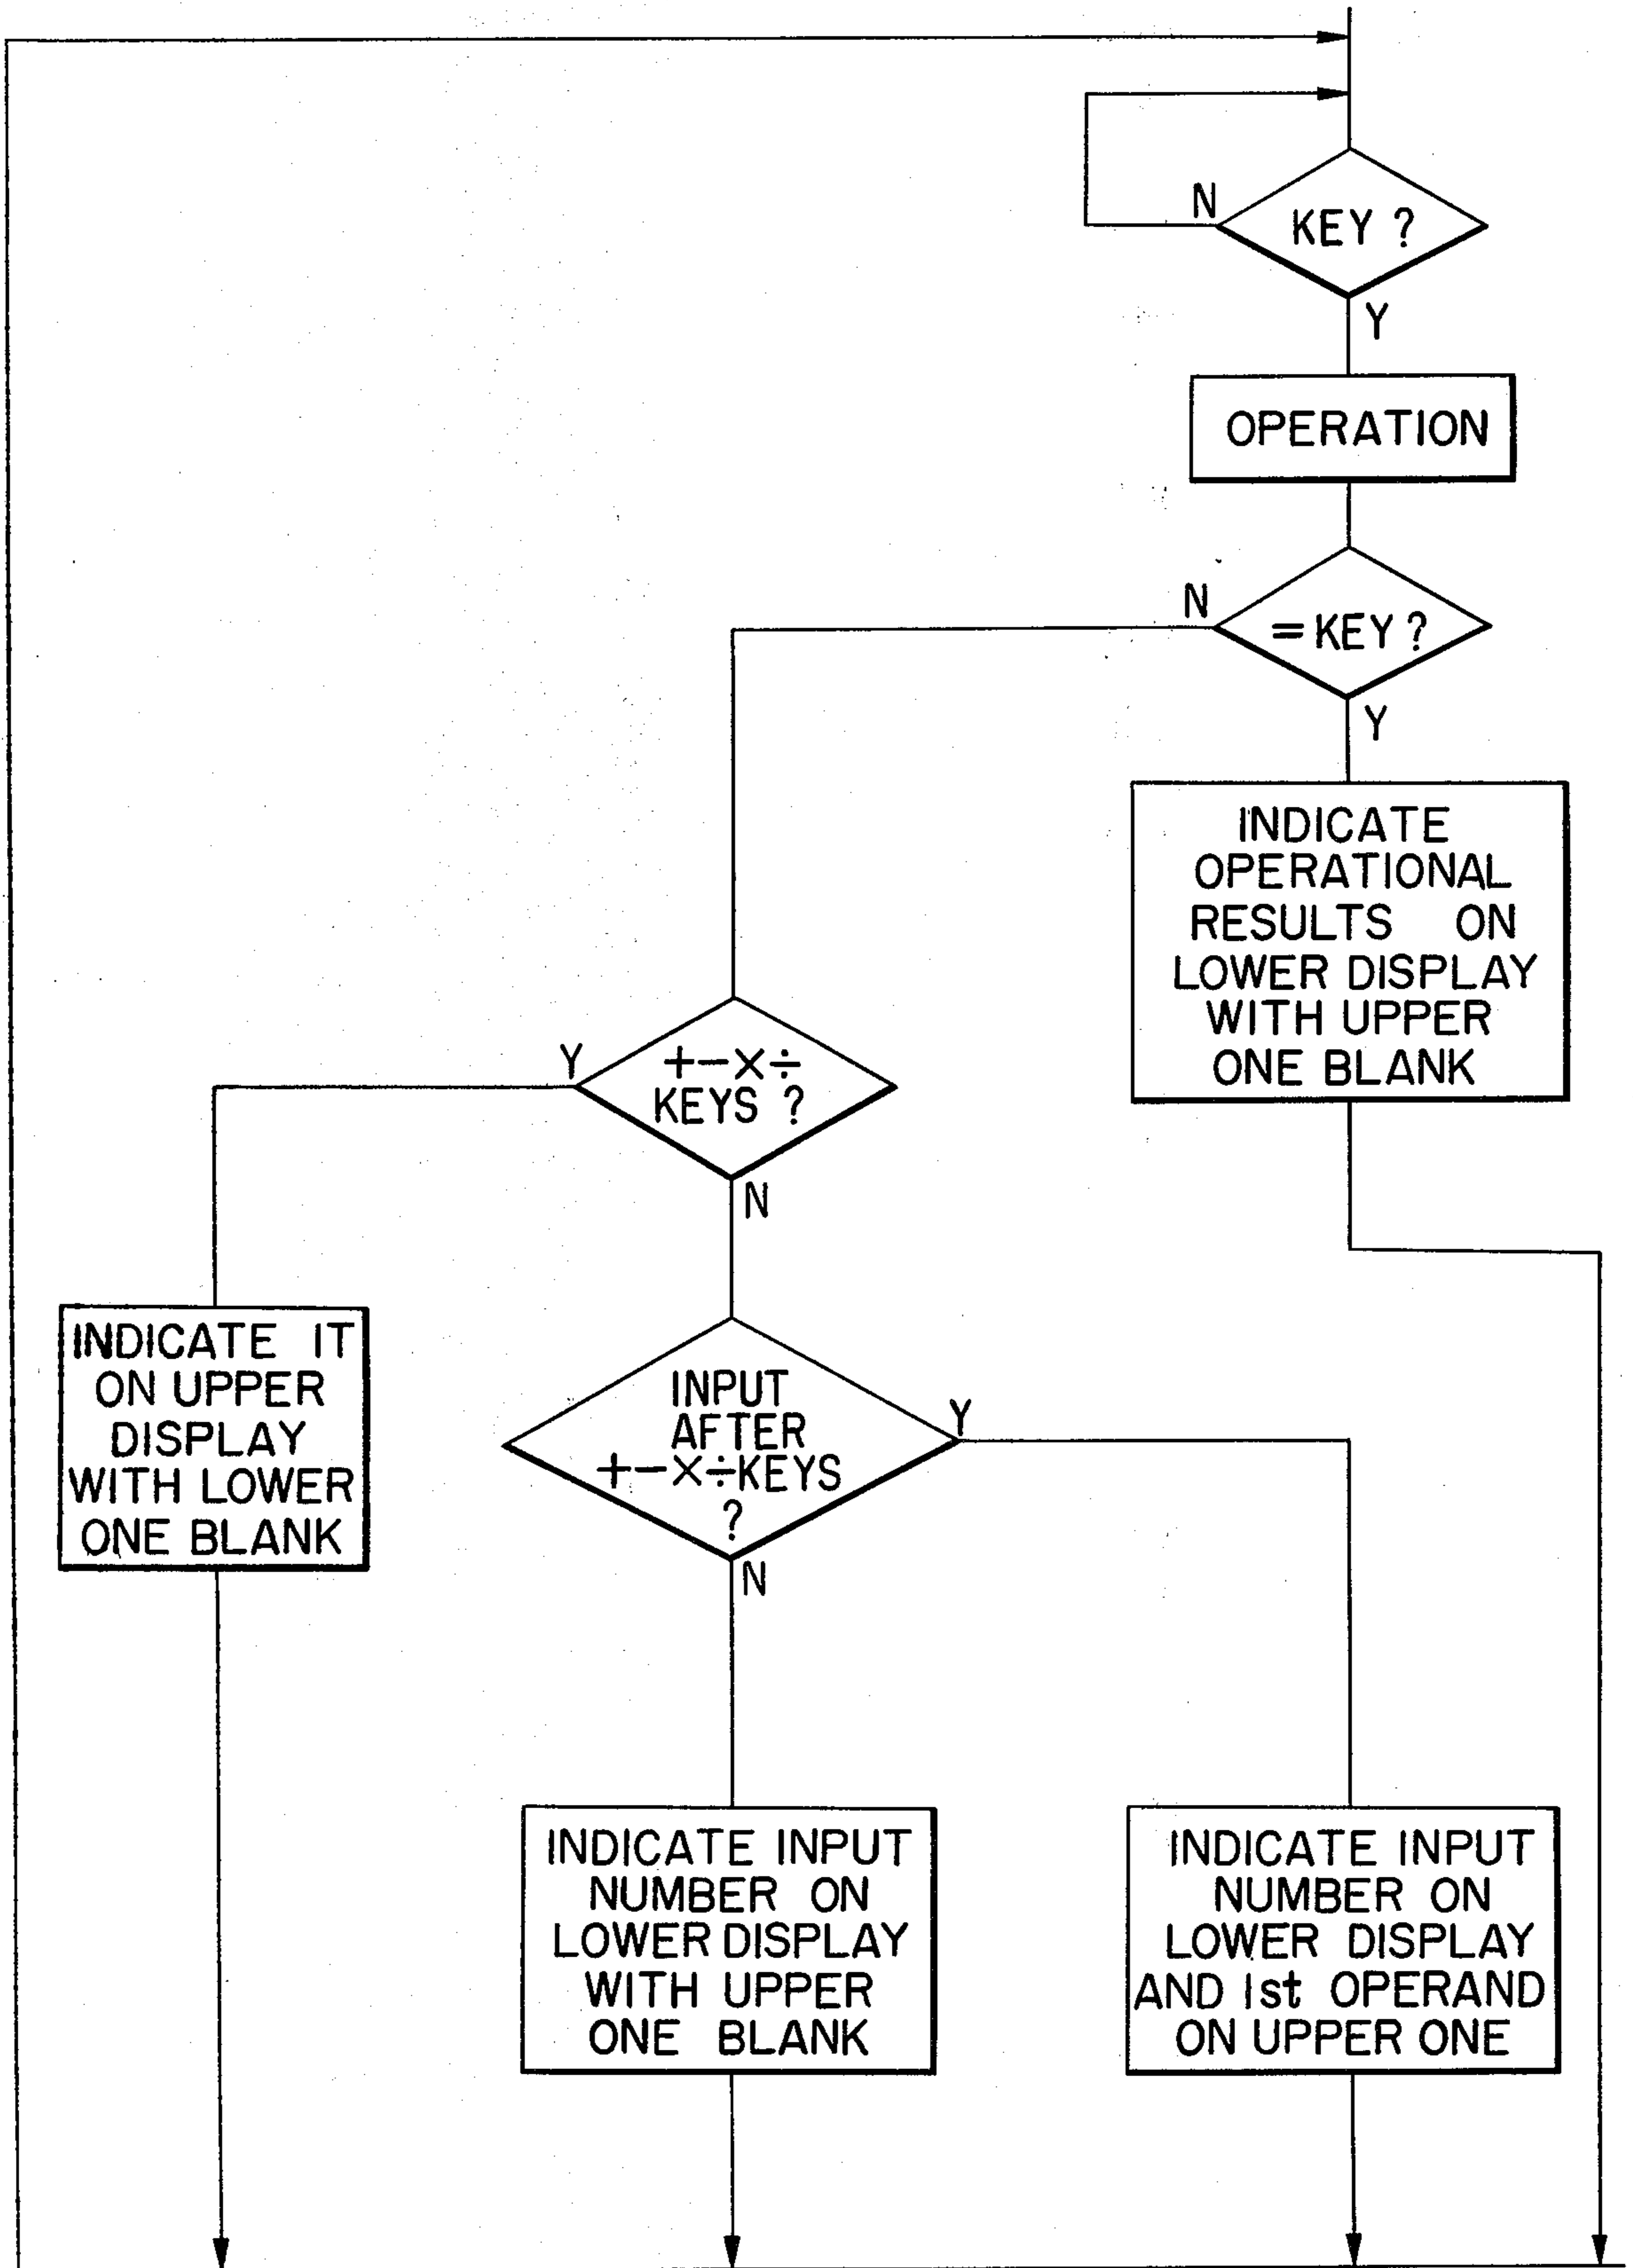 N
KEY ?
Y
OPERATION
N
= KEY ?
Y
INDICATE
OPERATIONAL
RESULTS ON
LOWER DISPLAY
WITH UPPER
ONE BLANK
Y
+−×÷
KEYS ?
N
INDICATE IT
ON UPPER
DISPLAY
WITH LOWER
ONE BLANK
INPUT
AFTER
+−×÷KEYS
?
Y
N
INDICATE INPUT
NUMBER ON
LOWER DISPLAY
WITH UPPER
ONE BLANK
INDICATE INPUT
NUMBER ON
LOWER DISPLAY
AND 1st OPERAND
ON UPPER ONE